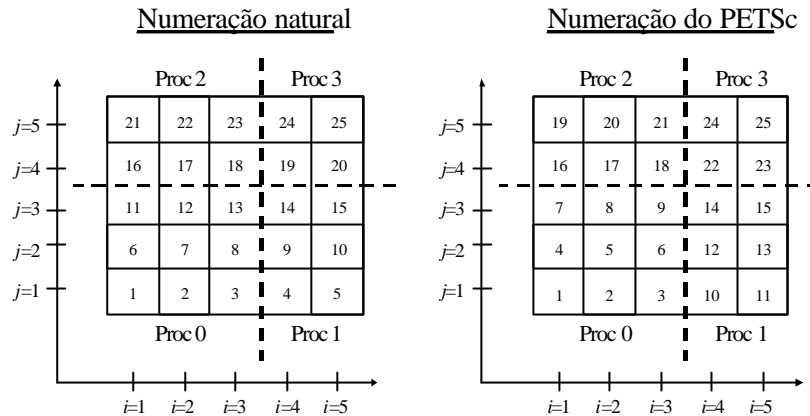 Numeração natural
Proc 2 Proc 3
j=5 21 22 23 24 25
j=4 16 17 18 19 20
j=3 11 12 13 14 15
j=2 6 7 8 9 10
j=1 1 2 3 4 5
Proc 0 Proc 1
i=1 i=2 i=3 i=4 i=5
Numeração do PETSc
Proc 2 Proc 3
j=5 19 20 21 24 25
j=4 16 17 18 22 23
j=3 7 8 9 14 15
j=2 4 5 6 12 13
j=1 1 2 3 10 11
Proc 0 Proc 1
i=1 i=2 i=3 i=4 i=5